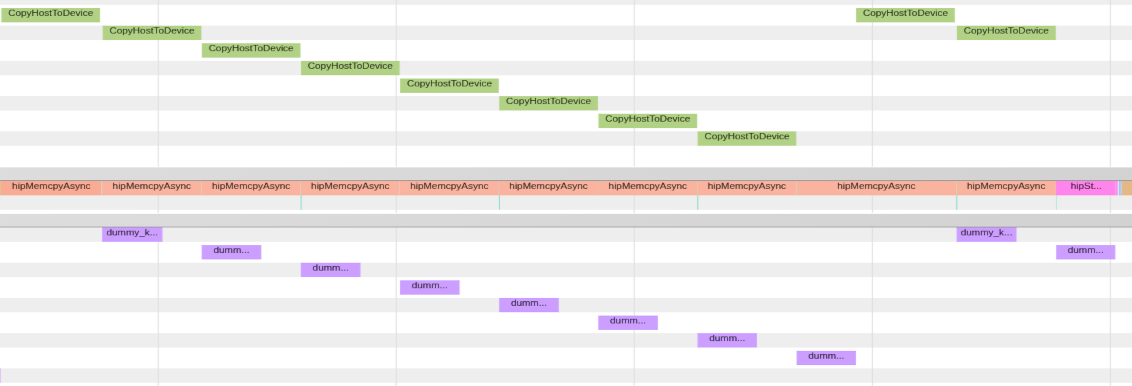 CopyHostToDevice CopyHostToDevice
CopyHostToDevice CopyHostToDevice
CopyHostToDevice
CopyHostToDevice
CopyHostToDevice
CopyHostToDevice
CopyHostToDevice
CopyHostToDevice
hipMemcpyAsync hipMemcpyAsync hipMemcpyAsync hipMemcpyAsync hipMemcpyAsync hipMemcpyAsync hipMemcpyAsync hipMemcpyAsync hipMemcpyAsync hipMemcpyAsync hipSt...
dummy_k... dummy_k...
dumm... dumm...
dumm...
dumm...
dumm...
dumm...
dumm...
dumm...